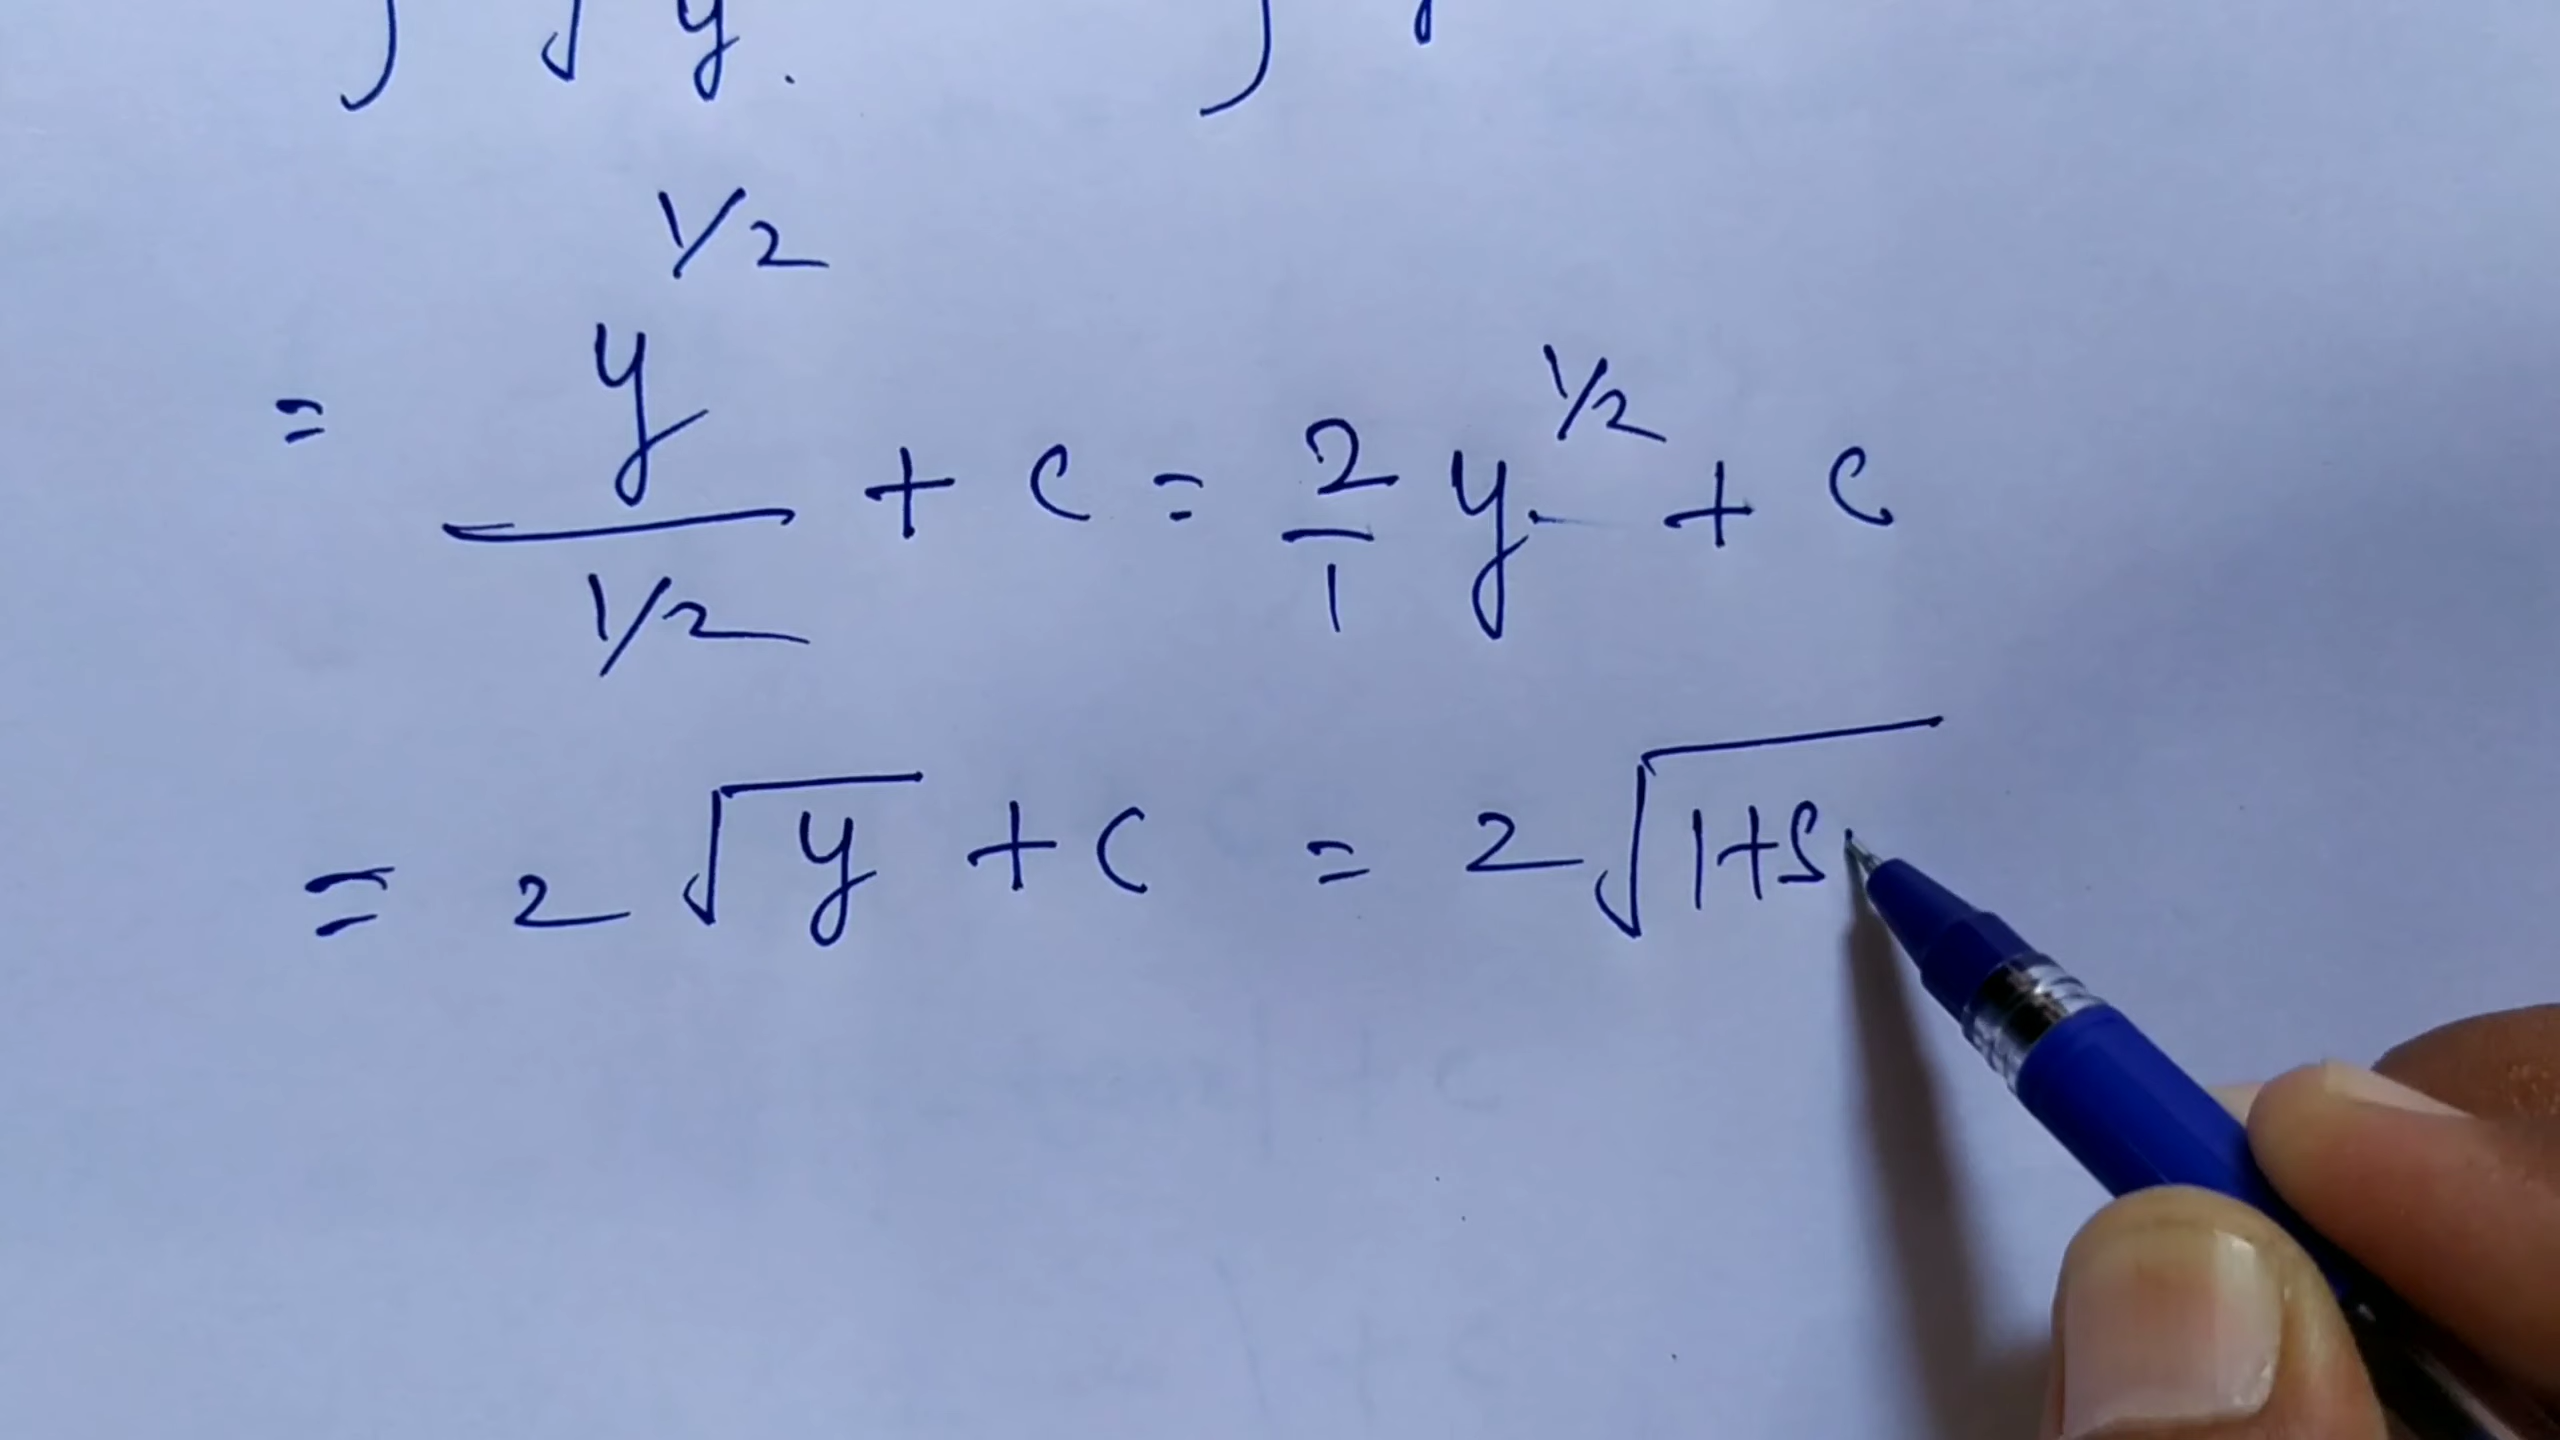 ∫ √y. ∫ y
= y^1/2 / 1/2 + c = 2/1 y^1/2 + c
= 2 √y + c = 2 √1+S